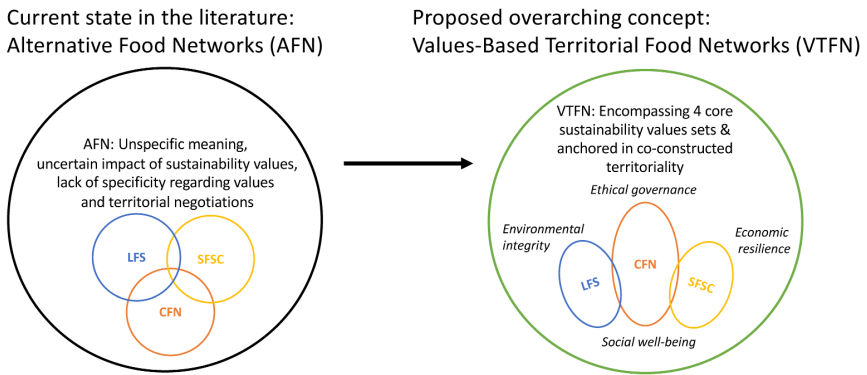 Current state in the literature:
Alternative Food Networks (AFN)
AFN: Unspecific meaning,
uncertain impact of sustainability values,
lack of specificity regarding values
and territorial negotiations
LFS
SFSC
CFN
Proposed overarching concept:
Values-Based Territorial Food Networks (VTFN)
VTFN: Encompassing 4 core
sustainability values sets &
anchored in co-constructed
territoriality
Ethical governance
Environmental
integrity
Economic
resilience
LFS
CFN
SFSC
Social well-being